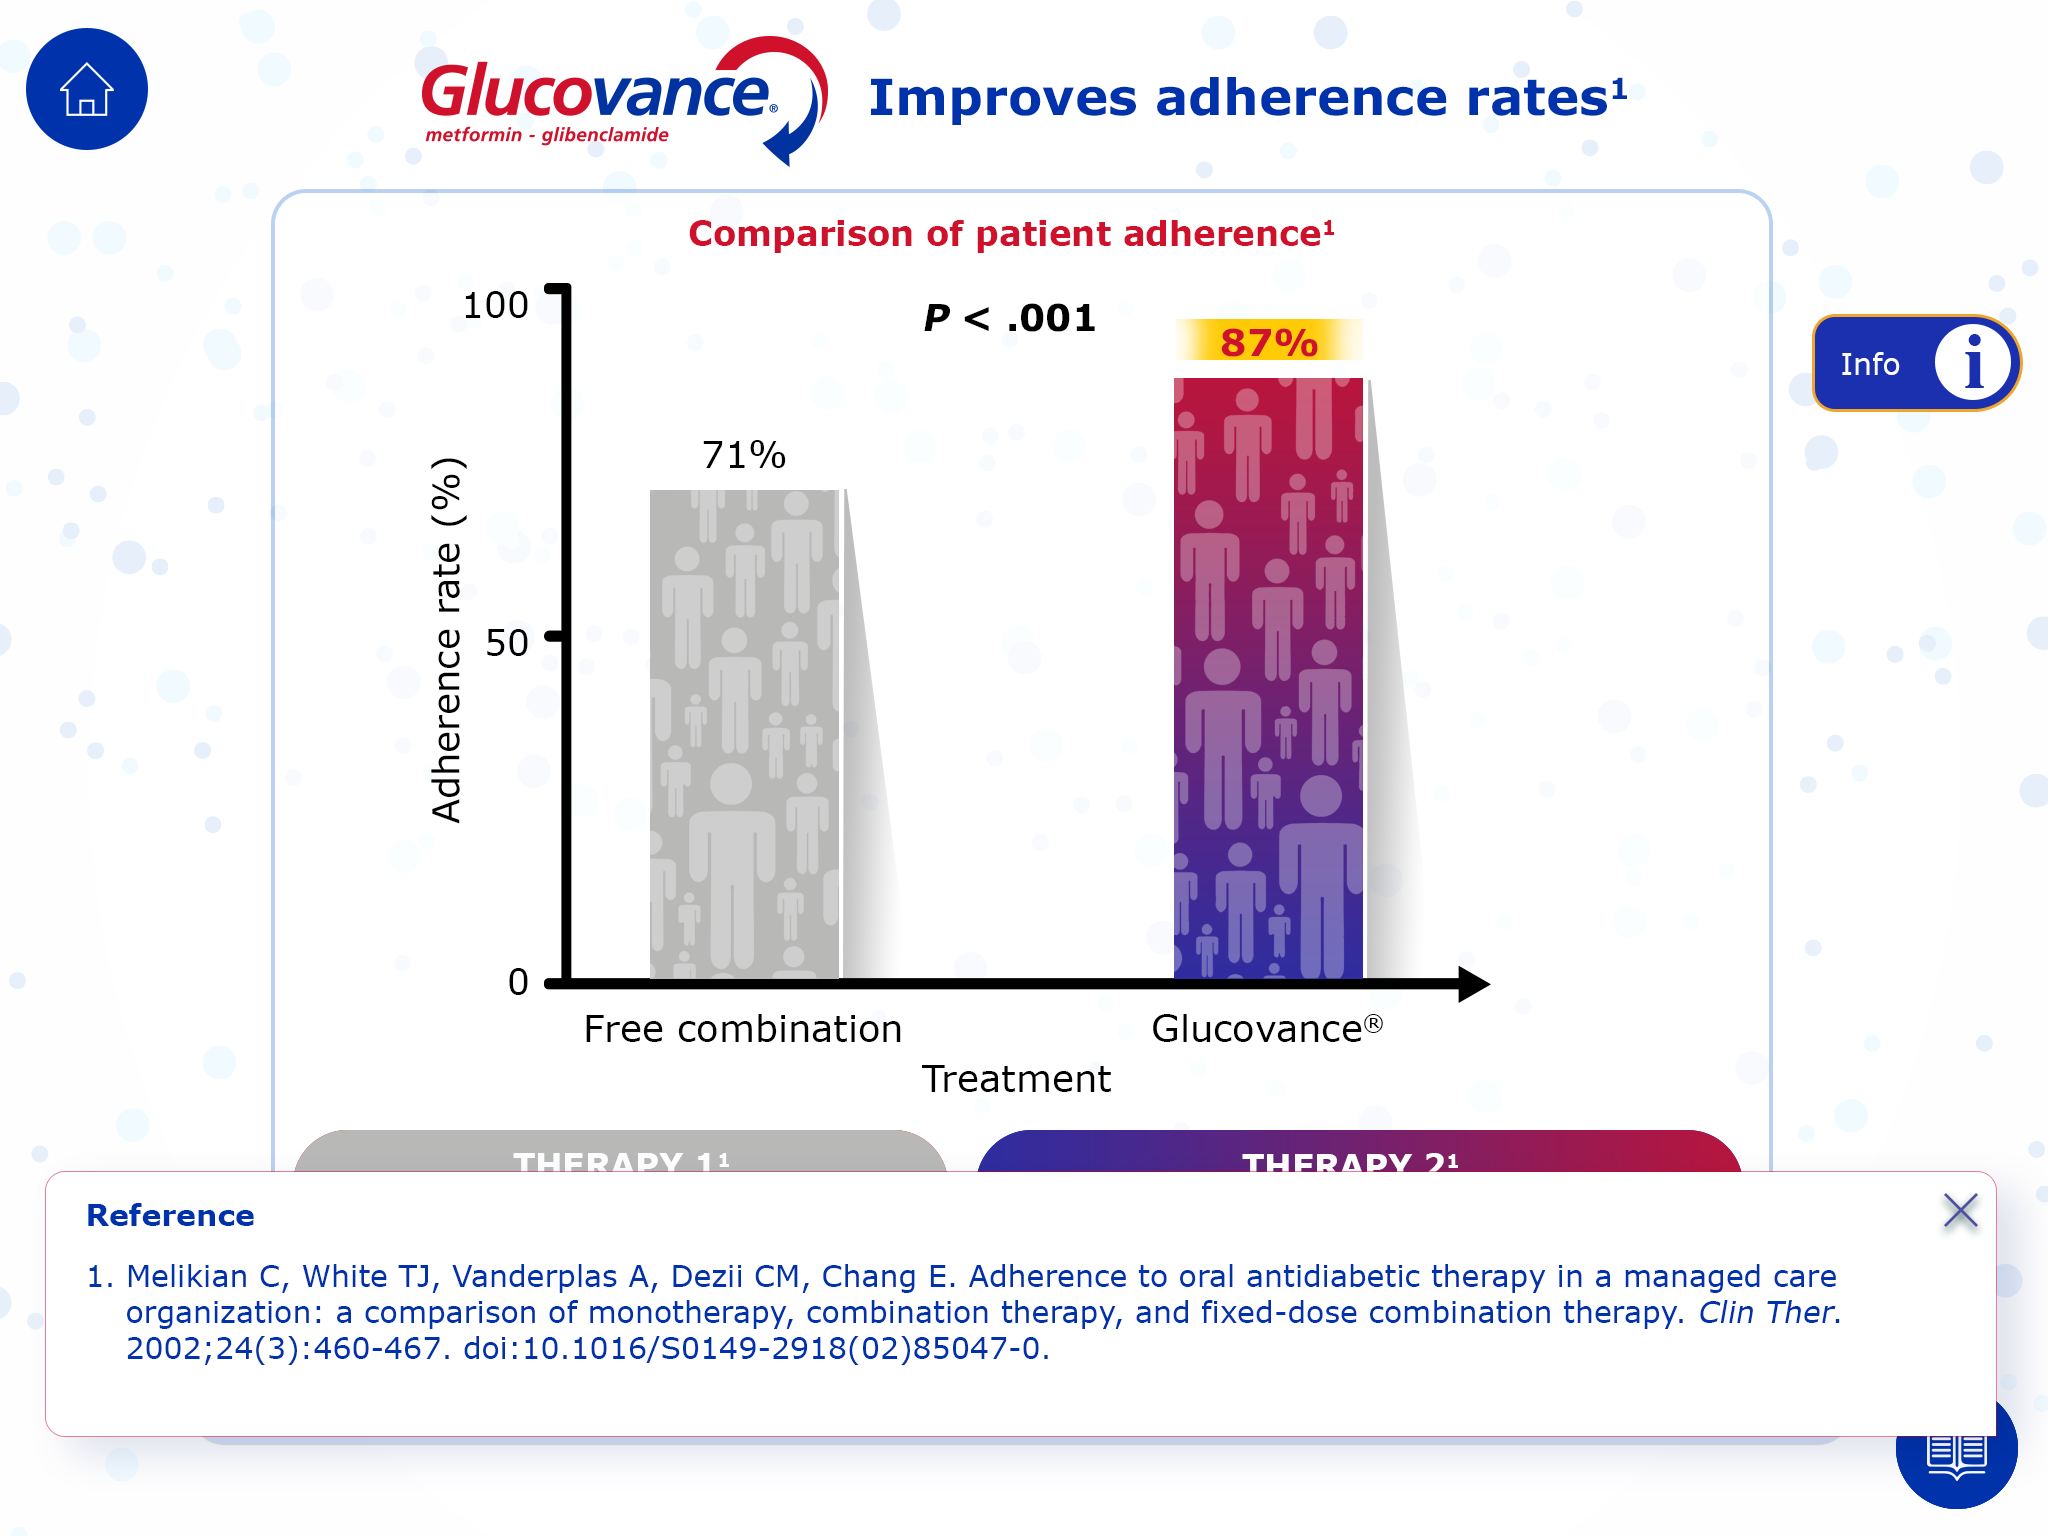 Glucovance®
metformin - glibenclamide
Improves adherence rates¹
Comparison of patient adherence¹
100
P < .001
87%
Info i
71%
Adherence rate (%)
50
0
Free combination
Glucovance®
Treatment
THERAPY 1¹
THERAPY 2¹
Reference
1. Melikian C, White TJ, Vanderplas A, Dezii CM, Chang E. Adherence to oral antidiabetic therapy in a managed care
organization: a comparison of monotherapy, combination therapy, and fixed-dose combination therapy. Clin Ther.
2002;24(3):460-467. doi:10.1016/S0149-2918(02)85047-0.